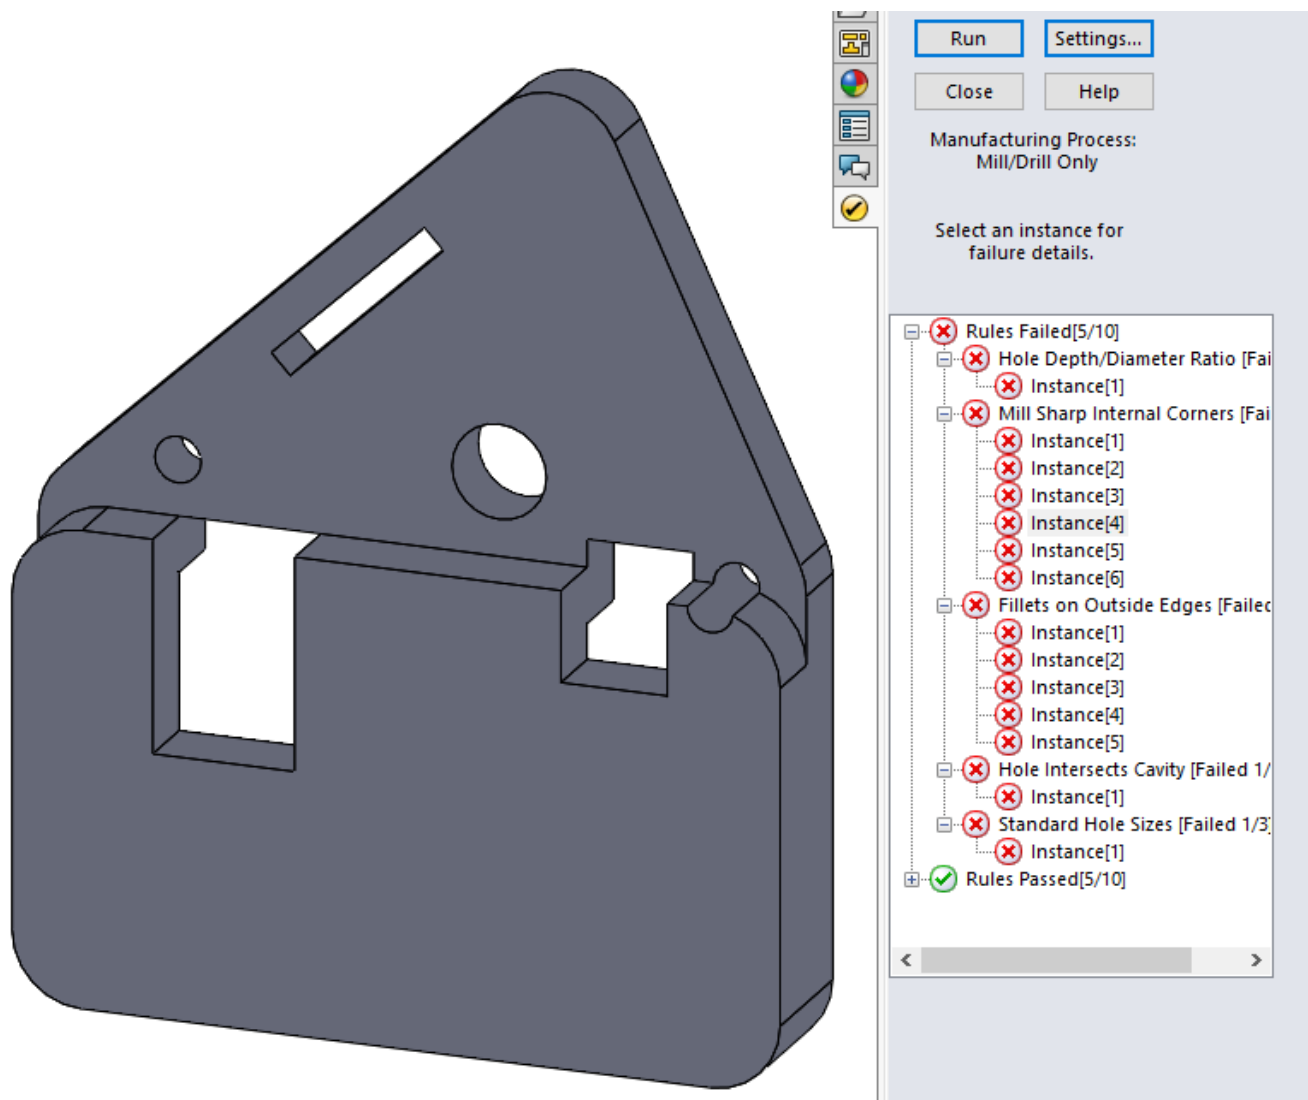 Run
Settings...
Close
Help
Manufacturing Process:
Mill/Drill Only
Select an instance for
failure details.
Rules Failed[5/10]
Hole Depth/Diameter Ratio [Fai
Instance[1]
Mill Sharp Internal Corners [Fai
Instance[1]
Instance[2]
Instance[3]
Instance[4]
Instance[5]
Instance[6]
Fillets on Outside Edges [Failed
Instance[1]
Instance[2]
Instance[3]
Instance[4]
Instance[5]
Hole Intersects Cavity [Failed 1/
Instance[1]
Standard Hole Sizes [Failed 1/3]
Instance[1]
Rules Passed[5/10]